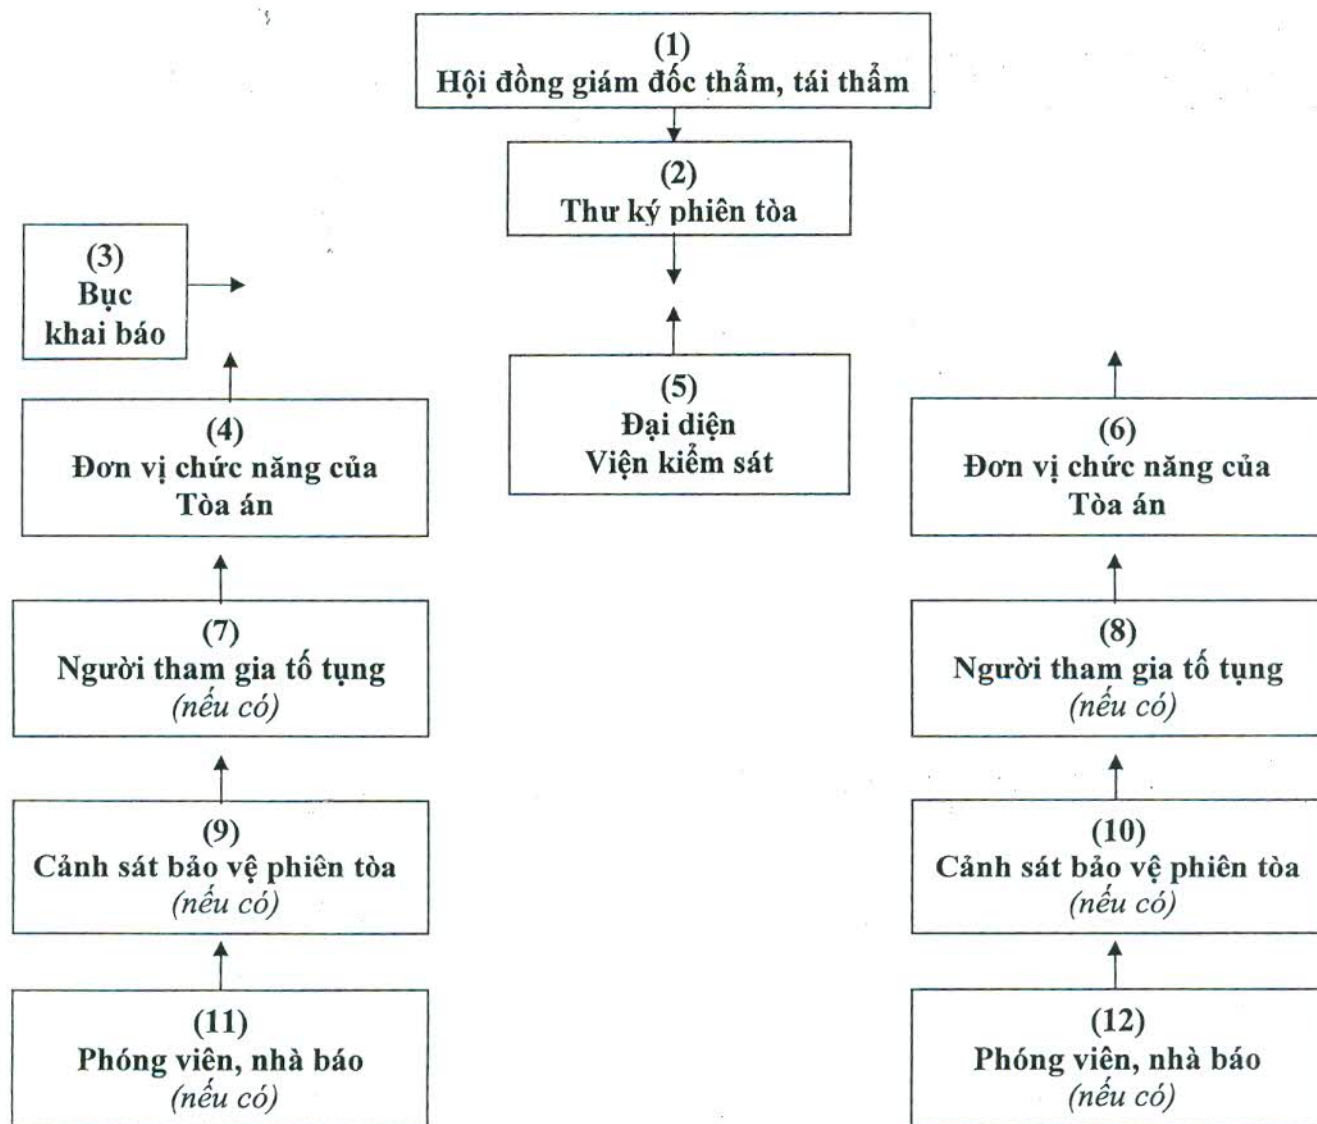 (1)
Hội đồng giám đốc thẩm, tái thẩm
(2)
Thư ký phiên tòa
(3)
Bục
khai báo
(4)
Đơn vị chức năng của
Tòa án
(5)
Đại diện
Viện kiểm sát
(6)
Đơn vị chức năng của
Tòa án
(7)
Người tham gia tố tụng
(nếu có)
(8)
Người tham gia tố tụng
(nếu có)
(9)
Cảnh sát bảo vệ phiên tòa
(nếu có)
(10)
Cảnh sát bảo vệ phiên tòa
(nếu có)
(11)
Phóng viên, nhà báo
(nếu có)
(12)
Phóng viên, nhà báo
(nếu có)